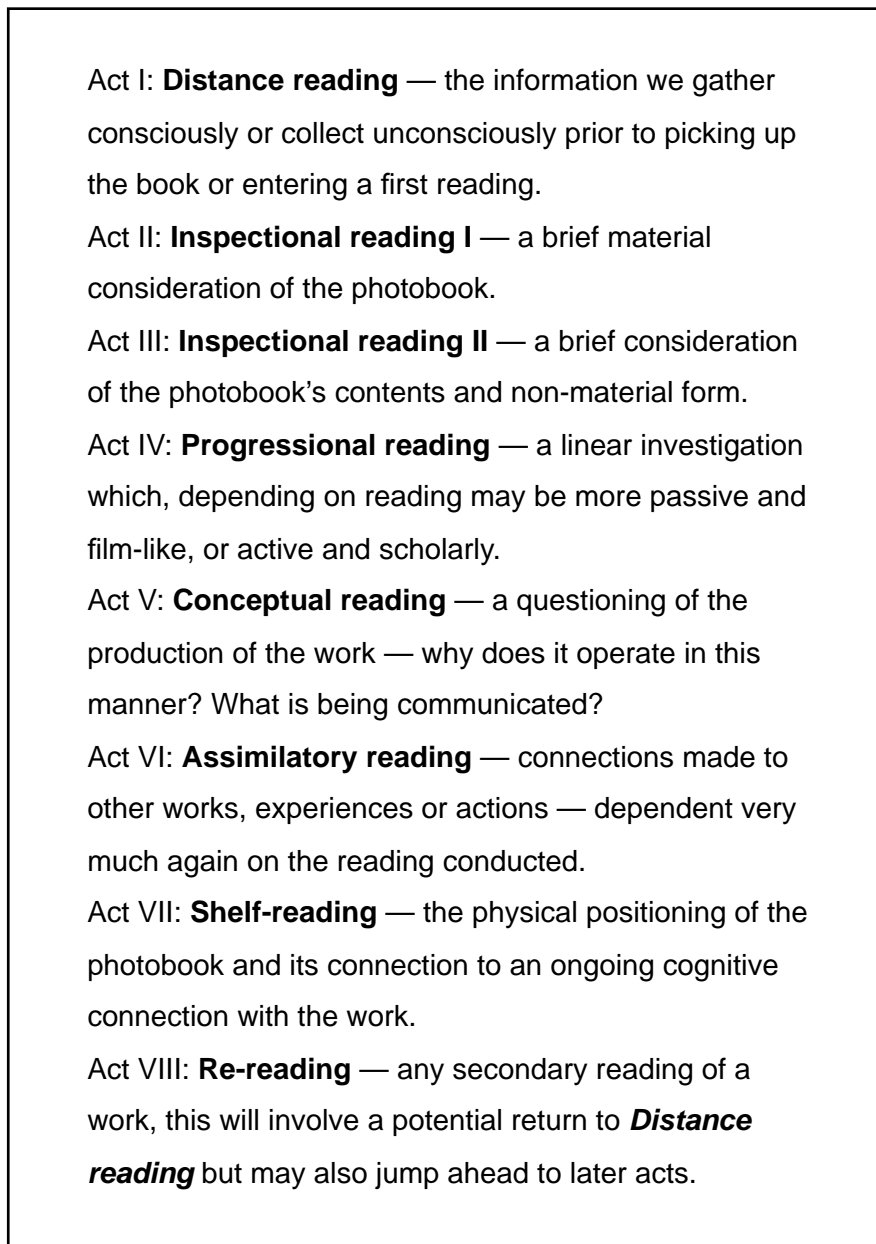 Act I: Distance reading — the information we gather
consciously or collect unconsciously prior to picking up
the book or entering a first reading.
Act II: Inspectional reading I — a brief material
consideration of the photobook.
Act III: Inspectional reading II — a brief consideration
of the photobook’s contents and non-material form.
Act IV: Progressional reading — a linear investigation
which, depending on reading may be more passive and
film-like, or active and scholarly.
Act V: Conceptual reading — a questioning of the
production of the work — why does it operate in this
manner? What is being communicated?
Act VI: Assimilatory reading — connections made to
other works, experiences or actions — dependent very
much again on the reading conducted.
Act VII: Shelf-reading — the physical positioning of the
photobook and its connection to an ongoing cognitive
connection with the work.
Act VIII: Re-reading — any secondary reading of a
work, this will involve a potential return to Distance
reading but may also jump ahead to later acts.